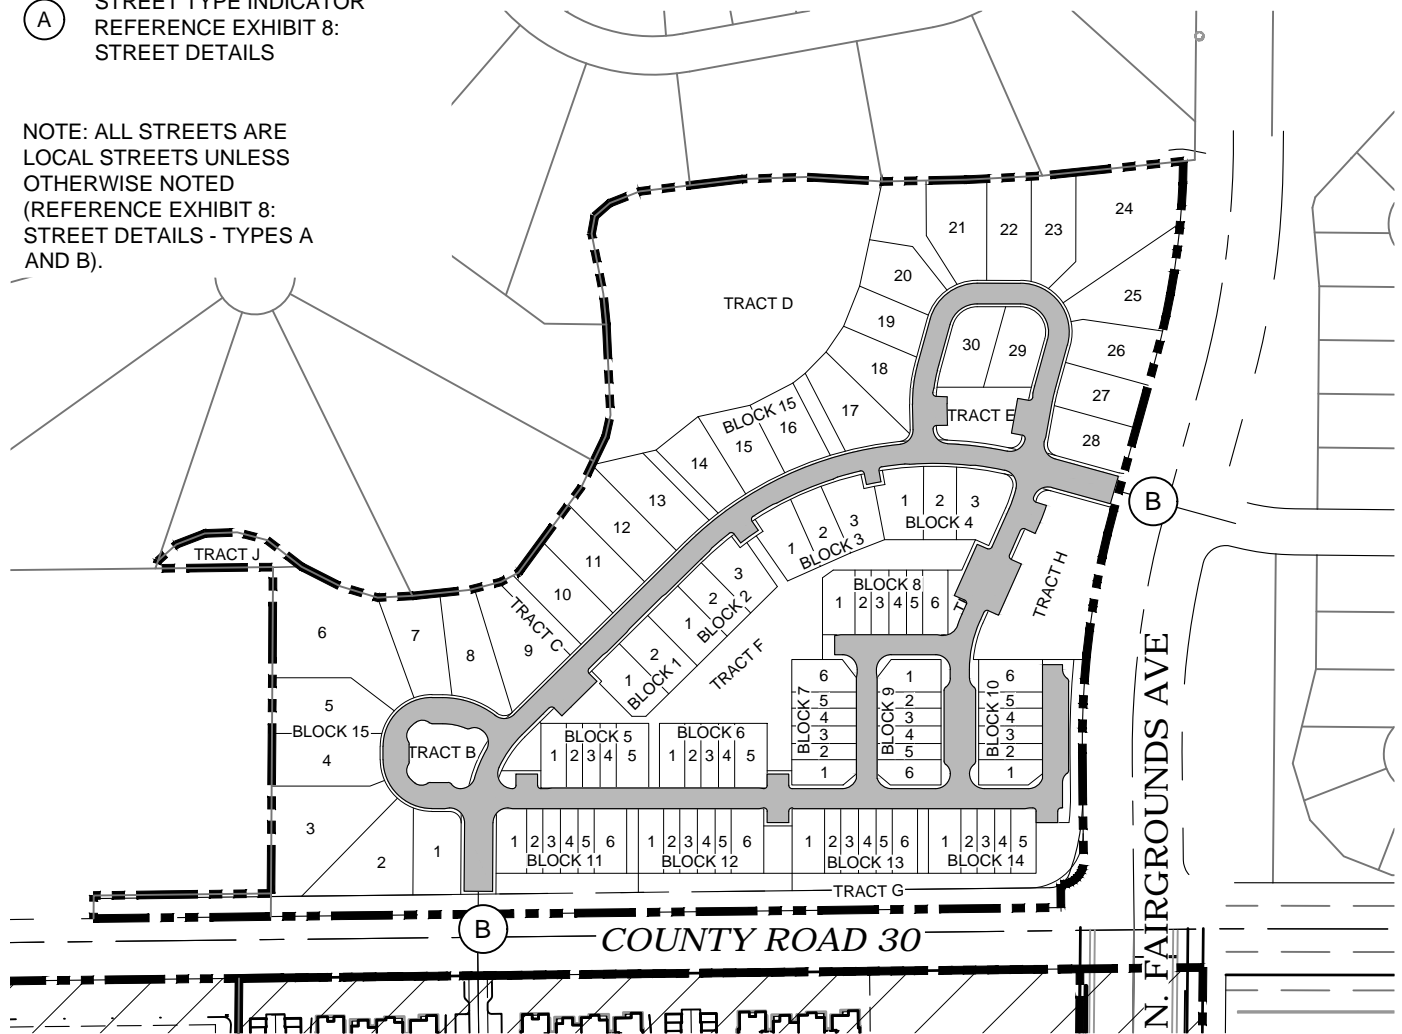 STREET TYPE INDICATOR
A
REFERENCE EXHIBIT 8:
STREET DETAILS
NOTE: ALL STREETS ARE
LOCAL STREETS UNLESS
OTHERWISE NOTED
(REFERENCE EXHIBIT 8:
STREET DETAILS - TYPES A
AND B).
24
21
22
23
20
25
TRACT D
19
30
29
26
18
27
BLOCK 15
17
TRACT E
16
15
28
14
13
1
2
3
B
BLOCK 4
12
1
2
3
BLOCK 3
TRACT J
11
TRACT H
10
1
2
3
BLOCK 2
BLOCK 8
1
2
3
4
5
6
T
TRACT C
6
7
8
9
1
2
BLOCK 1
TRACT F
5
BLOCK 15
4
TRACT B
BLOCK 5
1
2
3
4
5
BLOCK 6
1
2
3
4
5
BLOCK 7
6
5
4
3
2
1
BLOCK 9
1
2
3
4
5
6
BLOCK 10
6
5
4
3
2
1
3
2
1
1
2
3
4
5
6
BLOCK 11
1
2
3
4
5
6
BLOCK 12
1
2
3
4
5
6
BLOCK 13
1
2
3
4
5
BLOCK 14
TRACT G
B
COUNTY ROAD 30
N. FAIRGROUNDS AVE